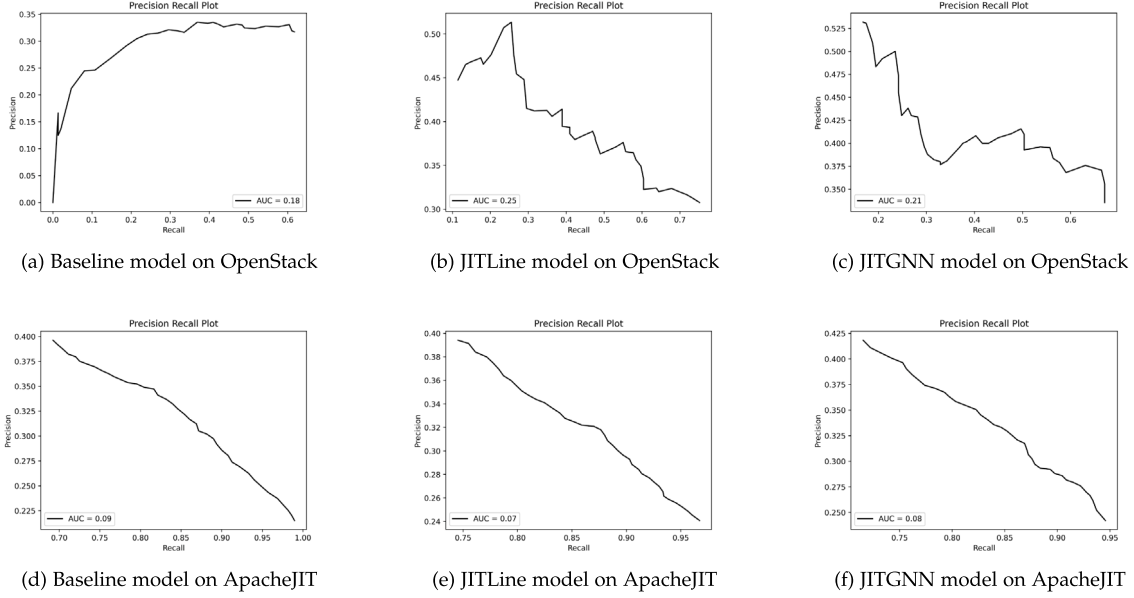 Precision Recall Plot
Precision
0.35
0.30
0.25
0.20
0.15
0.10
0.05
0.00
AUC = 0.18
0.0 0.1 0.2 0.3 0.4 0.5 0.6
Recall
(a) Baseline model on OpenStack
Precision Recall Plot
Precision
0.50
0.45
0.40
0.35
0.30
AUC = 0.25
0.1 0.2 0.3 0.4 0.5 0.6 0.7
Recall
(b) JITLine model on OpenStack
Precision Recall Plot
Precision
0.525
0.500
0.475
0.450
0.425
0.400
0.375
0.350
AUC = 0.21
0.2 0.3 0.4 0.5 0.6
Recall
(c) JITGNN model on OpenStack
Precision Recall Plot
Precision
0.400
0.375
0.350
0.325
0.300
0.275
0.250
0.225
AUC = 0.09
0.70 0.75 0.80 0.85 0.90 0.95 1.00
Recall
(d) Baseline model on ApacheJIT
Precision Recall Plot
Precision
0.40
0.38
0.36
0.34
0.32
0.30
0.28
0.26
0.24
AUC = 0.07
0.75 0.80 0.85 0.90 0.95
Recall
(e) JITLine model on ApacheJIT
Precision Recall Plot
Precision
0.425
0.400
0.375
0.350
0.325
0.300
0.275
0.250
AUC = 0.08
0.75 0.80 0.85 0.90 0.95
Recall
(f) JITGNN model on ApacheJIT